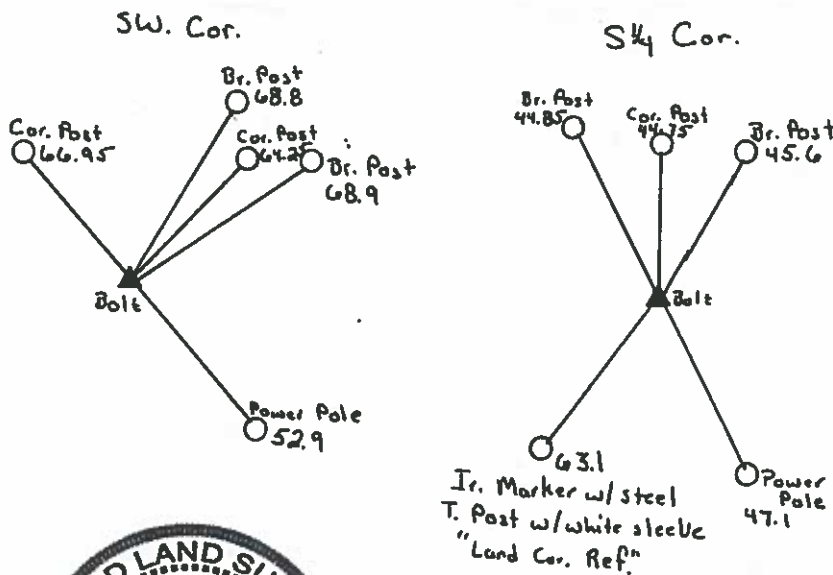 SW. Cor.
Br. Post
68.8
Cor. Post
66.95
Cor. Post
64.25
Br. Post
68.9
Bolt
Power Pole
52.9
S¼ Cor.
Br. Post
44.85
Cor. Post
44.75
Br. Post
45.6
Bolt
63.1
Ir. Marker w/ steel
T. Post w/ white sleeve
"Land Cor. Ref."
Power
Pole
47.1
LAND